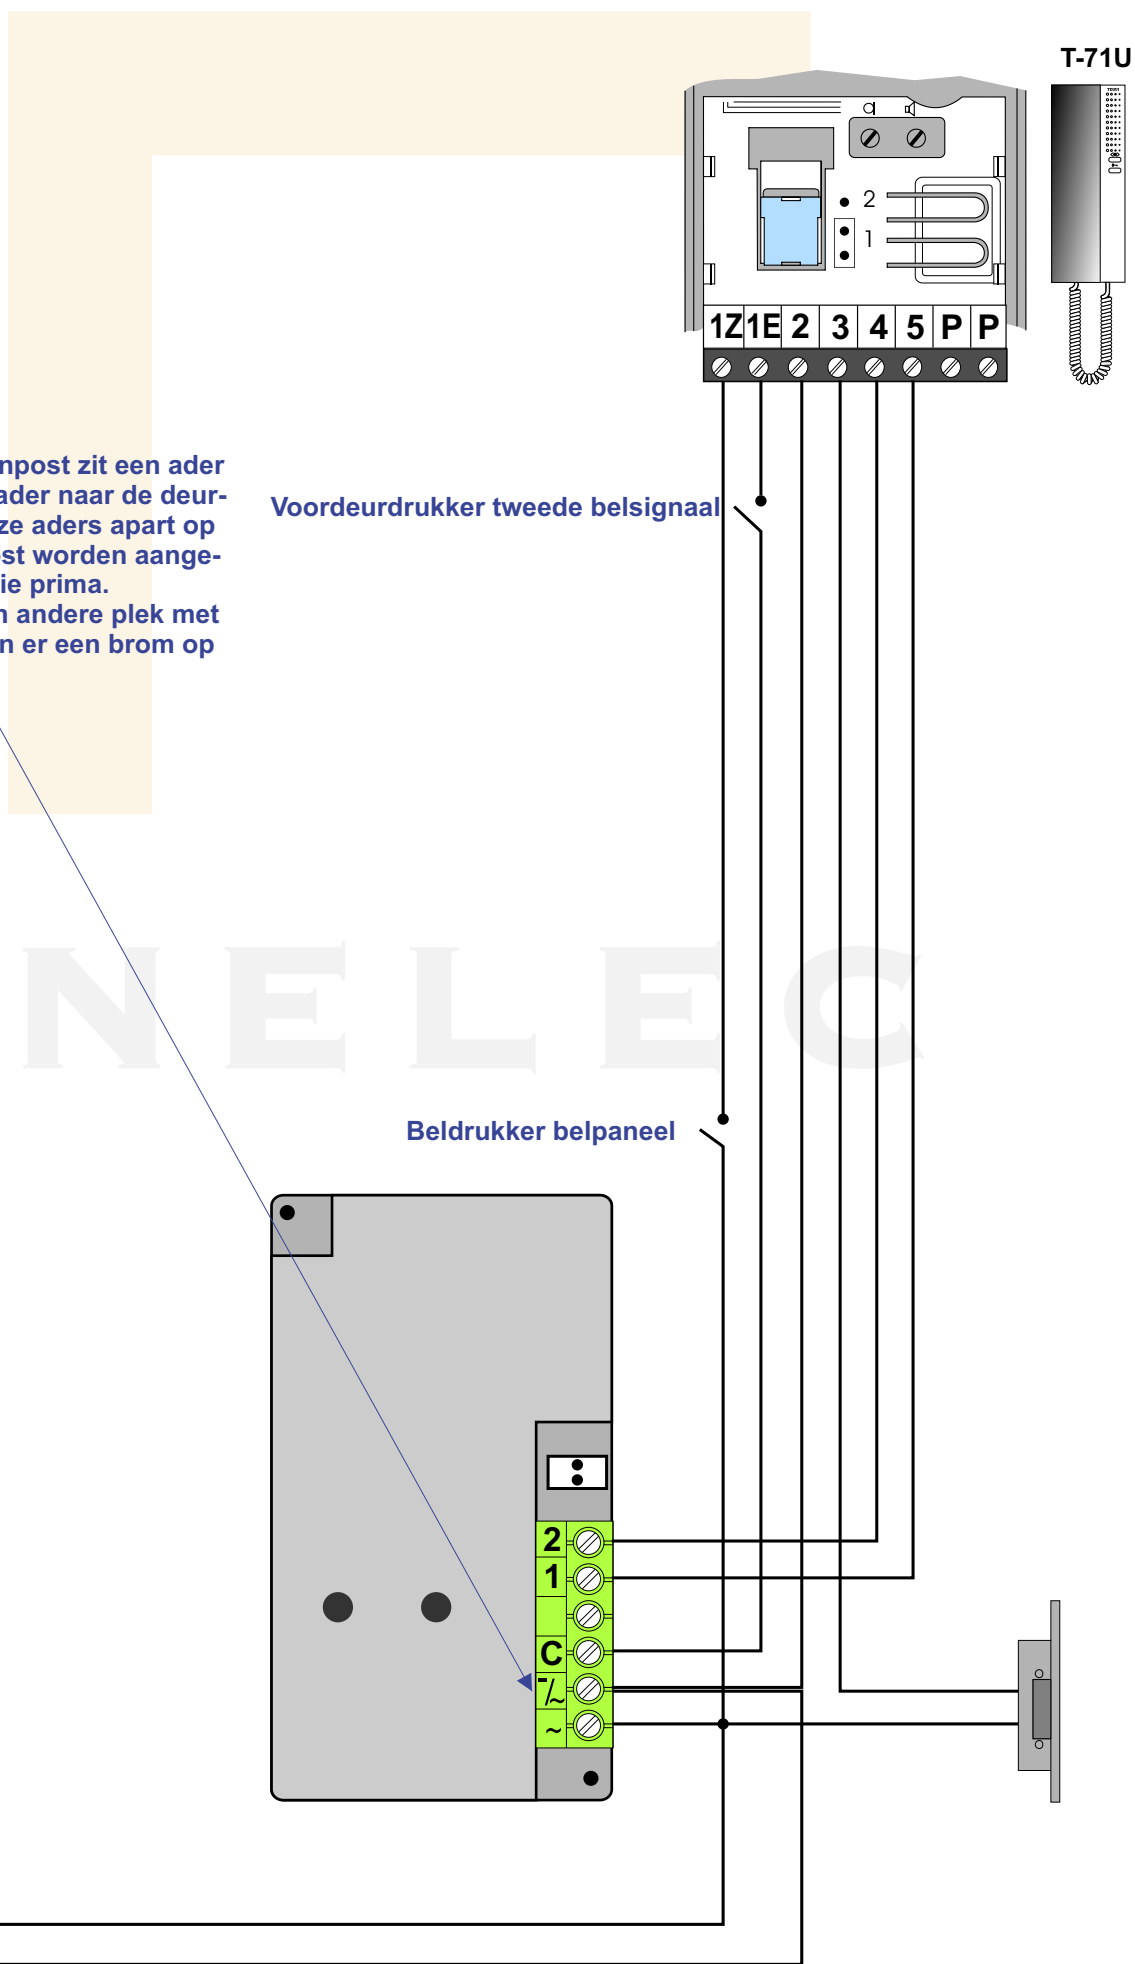 T-71U
2
1
1Z 1E 2 3 4 5 P P
npost zit een ader
ader naar de deur-
ze aders apart op
st worden aange-
ie prima.
n andere plek met
n er een brom op
Voordeurdrukker tweede belsignaal
NELEC
Beldrukker belpaneel
2
1
C
-/~
~